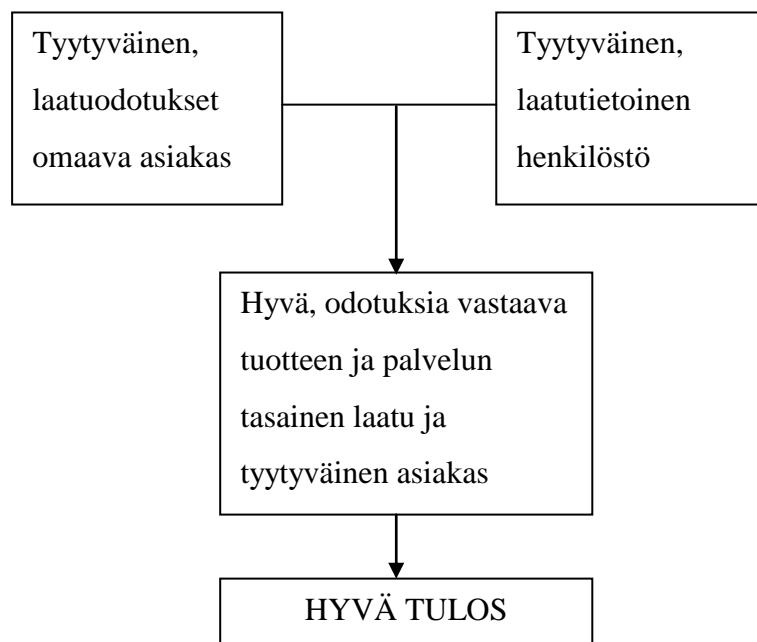 Tyytyväinen,
laatuodotukset
omaava asiakas
Tyytyväinen,
laatutietoinen
henkilöstö
Hyvä, odotuksia vastaava
tuotteen ja palvelun
tasainen laatu ja
tyytyväinen asiakas
HYVÄ TULOS